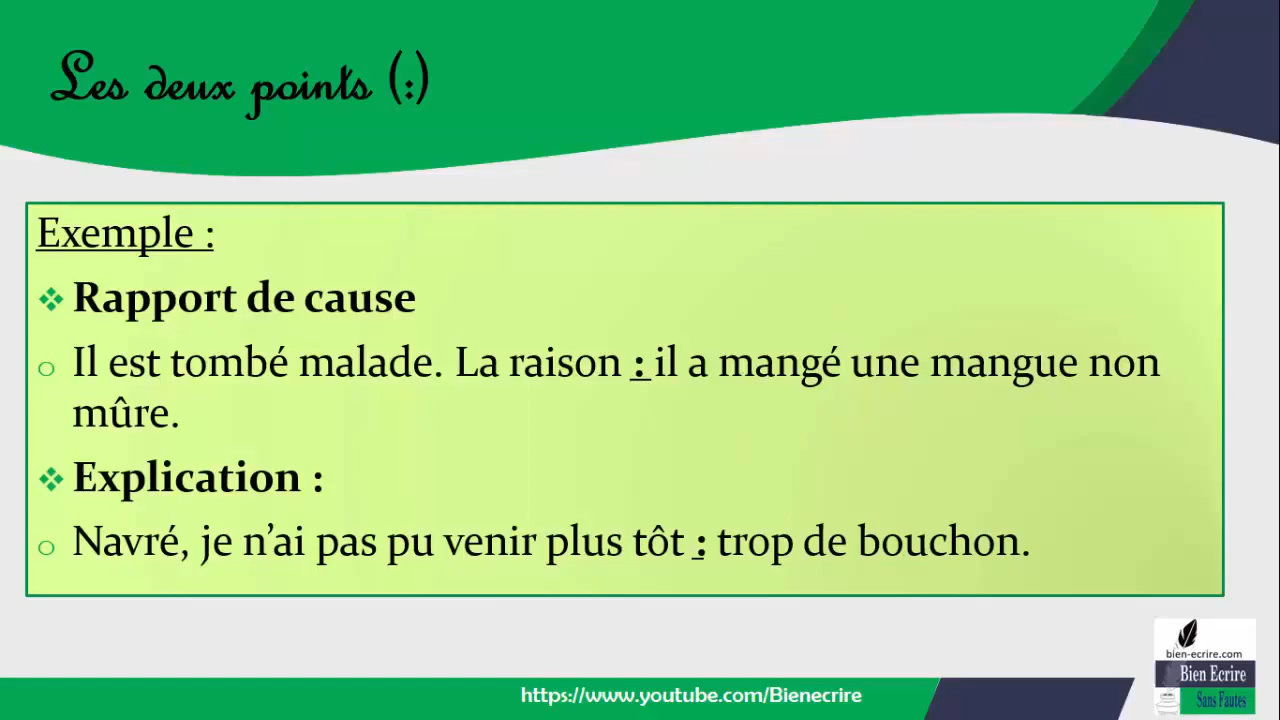 Les deux points (:)
Exemple :
Rapport de cause
Il est tombé malade. La raison : il a mangé une mangue non
mûre.
Explication :
Navré, je n’ai pas pu venir plus tôt : trop de bouchon.
https://www.youtube.com/Bienecrire
bien-ecrire.com
Bien Ecrire
Sans Fautes